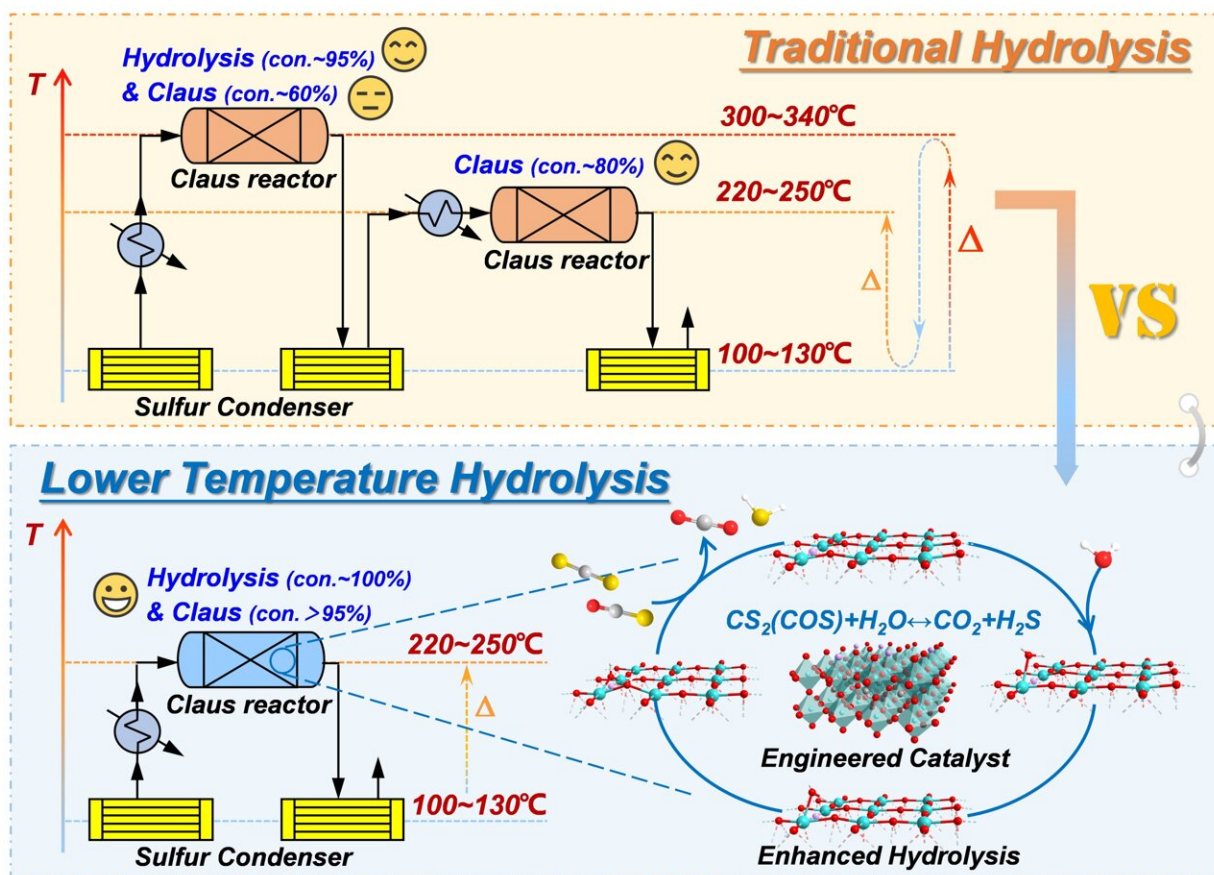 Traditional Hydrolysis
T
Hydrolysis (con.~95%)
& Claus (con.~60%)
300~340℃
Claus reactor
Claus (con.~80%)
220~250℃
Claus reactor
Δ
Δ
100~130℃
Sulfur Condenser
VS
Lower Temperature Hydrolysis
T
Hydrolysis (con.~100%)
& Claus (con.＞95%)
220~250℃
Claus reactor
Δ
100~130℃
Sulfur Condenser
CS₂(COS)+H₂O↔CO₂+H₂S
Engineered Catalyst
Enhanced Hydrolysis